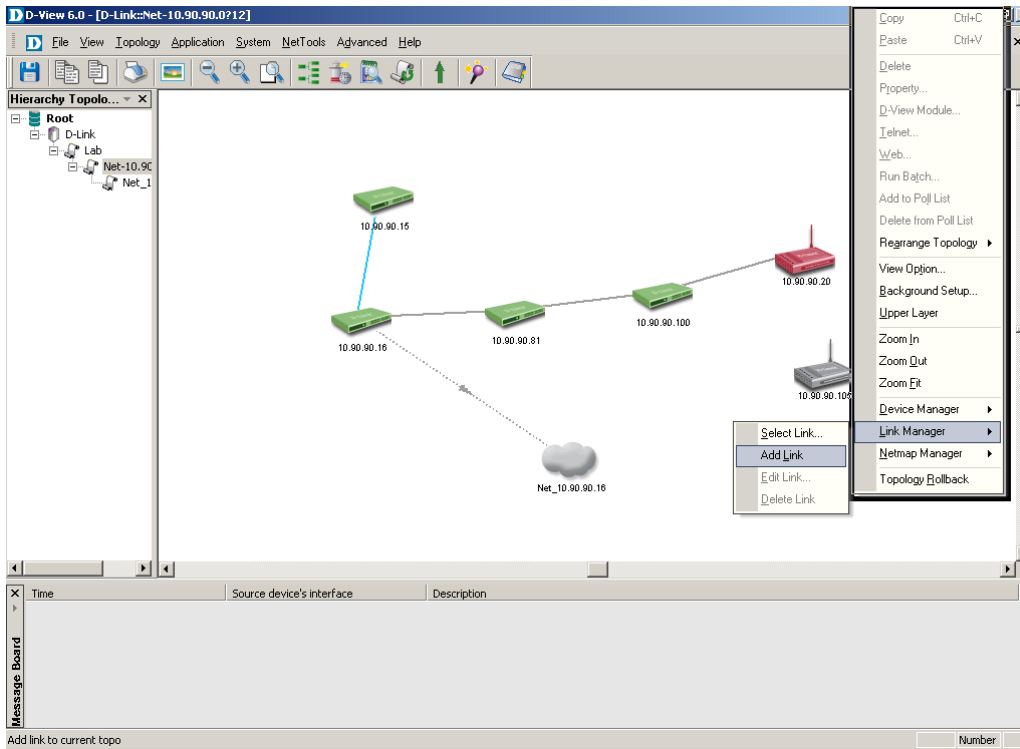 D-View 6.0 - [D-Link::Net-10.90.90.0?12]
File View Topology Application System NetTools Advanced Help
Hierarchy Topolo...
Root
D-Link
Lab
Net-10.90
Net_1
10.90.90.15
10.90.90.16
10.90.90.81
10.90.90.100
10.90.90.20
10.90.90.10
Net_10.90.90.16
Copy Ctrl+C
Paste Ctrl+V
Delete
Property...
D-View Module...
Telnet...
Web...
Run Batch...
Add to Poll List
Delete from Poll List
Rearrange Topology
View Option...
Background Setup...
Upper Layer
Zoom In
Zoom Out
Zoom Fit
Device Manager
Link Manager
Netmap Manager
Topology Rollback
Select Link...
Add Link
Edit Link...
Delete Link
Time Source device's interface Description
Message Board
Add link to current topo
Number